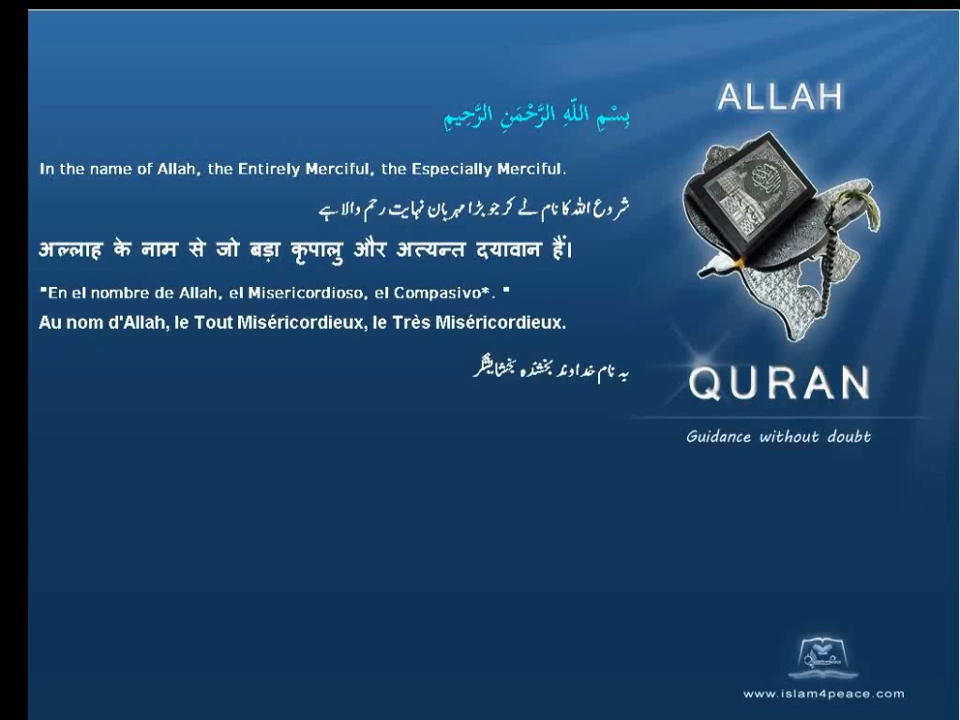 بِسْمِ اللّهِ الرَّحْمَنِ الرَّحِيمِ
In the name of Allah, the Entirely Merciful, the Especially Merciful.
شروع الله کا نام لے کر جو بڑا مہربان نہایت رحم والا ہے
अल्लाह के नाम से जो बड़ा कृपालु और अत्यन्त दयावान हैं।
"En el nombre de Allah, el Misericordioso, el Compasivo*. "
Au nom d'Allah, le Tout Miséricordieux, le Très Miséricordieux.
به نام خداوند بخشنده بخشایشگر
ALLAH
QURAN
Guidance without doubt
www.islam4peace.com